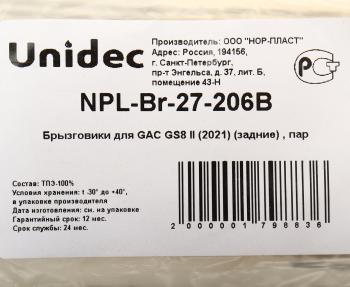 Unidec
Производитель: ООО "НОР-ПЛАСТ"
Адрес: Россия, 194156,
г. Санкт-Петербург,
пр-т Энгельса, д. 37, лит. Б,
помещение 43-Н
NPL-Br-27-206B
Брызговики для GAC GS8 II (2021) (задние) , пар
Состав: ТПЭ-100%
Условия хранения: t -30° до +40°,
в упаковке производителя
Дата изготовления: см. на упаковке
Гарантийный срок: 12 мес.
Срок службы: 24 мес.
2000001798836